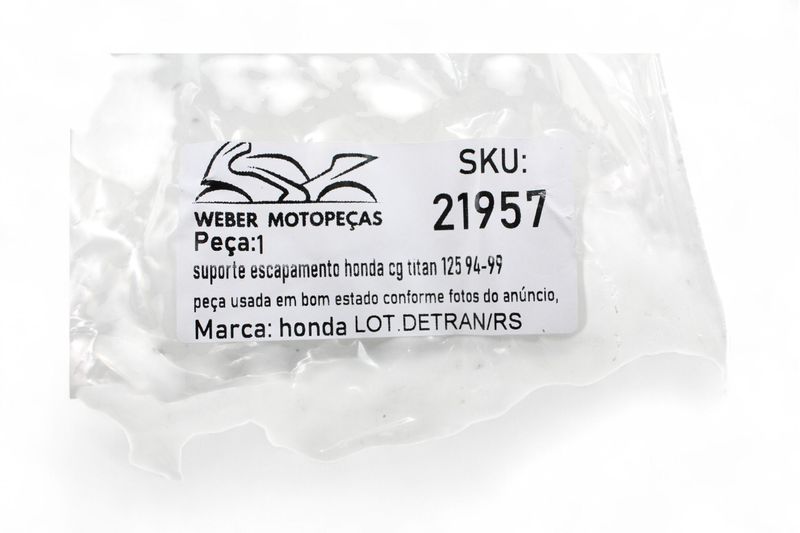 WEBER MOTOPEÇAS
SKU:
21957
Peça:1
suporte escapamento honda cg titan 125 94-99
peça usada em bom estado conforme fotos do anúncio,
Marca: honda LOT.DETRAN/RS